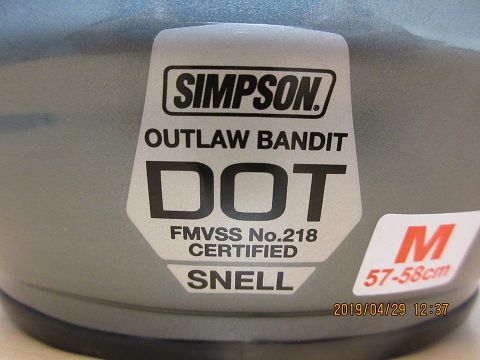 SIMPSON®
OUTLAW BANDIT
DOT
FMVSS No.218
CERTIFIED
SNELL
M
57-58cm
2019/04/29 12:37